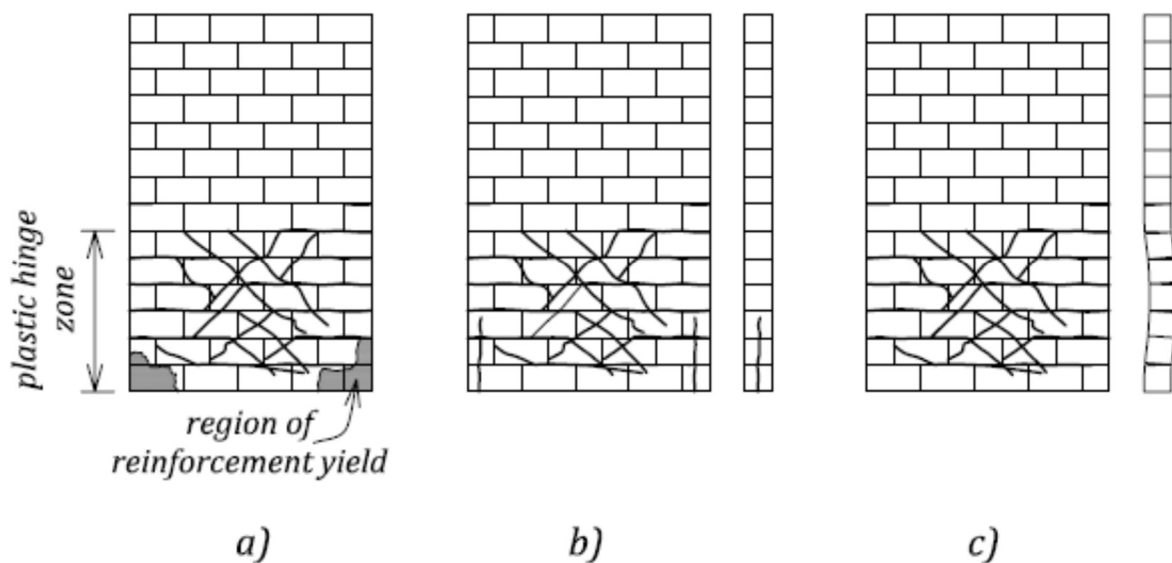 plastic hinge
zone
region of
reinforcement yield
a)
b)
c)